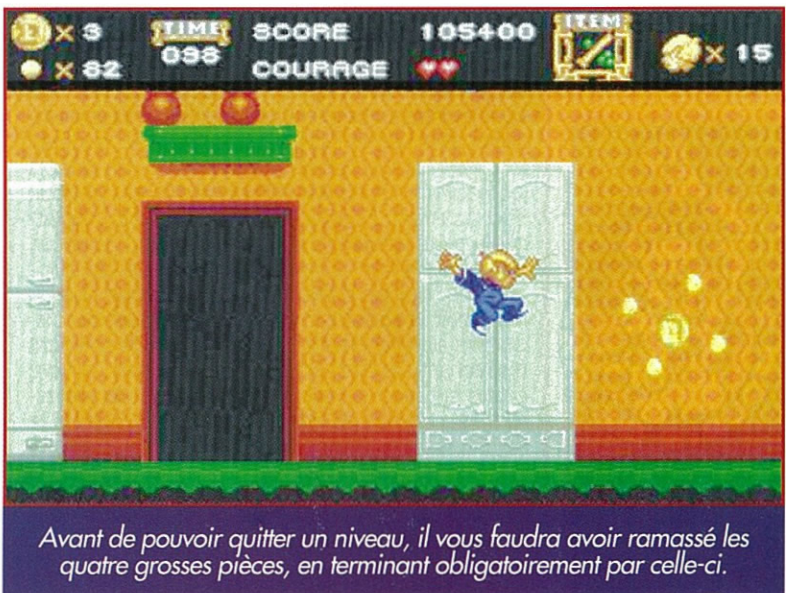 × 3 TIME SCORE 105400 ITEM × 15
× 82 098 COURAGE
Avant de pouvoir quitter un niveau, il vous faudra avoir ramassé les
quatre grosses pièces, en terminant obligatoirement par celle-ci.